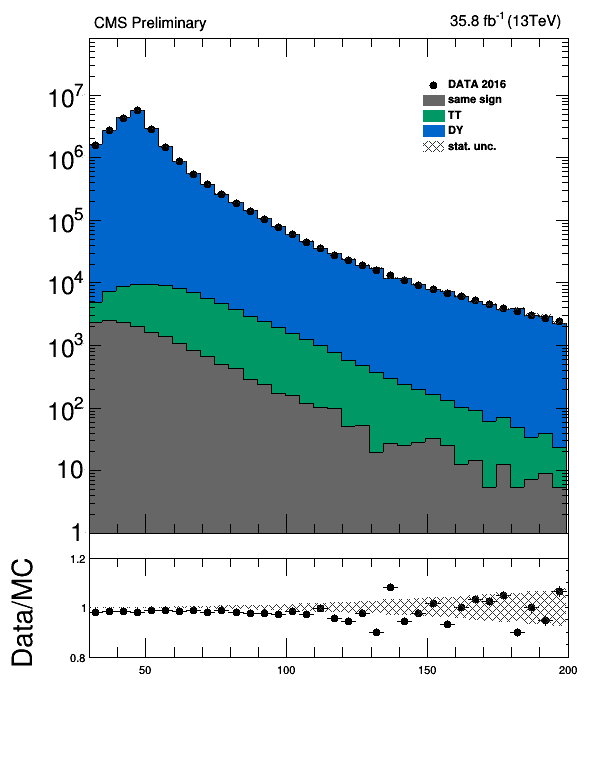 CMS Preliminary 35.8 fb⁻¹ (13TeV)
DATA 2016
same sign
TT
DY
stat. unc.
10⁷
10⁶
10⁵
10⁴
10³
10²
10
1
1.2
1
0.8
Data/MC
50 100 150 200